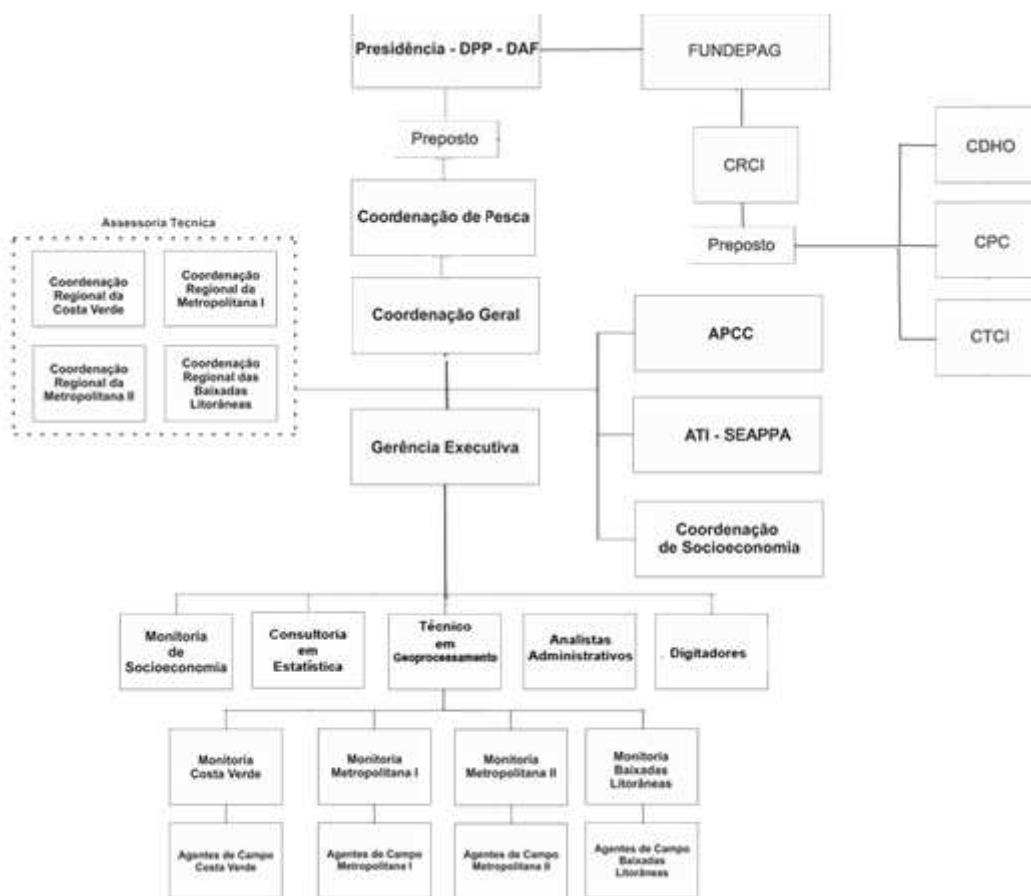 Presidência - DPP - DAF
FUNDEPAG
Preposto
CRCI
CDHO
Coordenação de Pesca
Preposto
CPC
Assessoria Tecnica
Coordenação
Regional da
Costa Verde
Coordenação
Regional da
Metropolitana I
Coordenação Geral
APCC
CTCI
Coordenação
Regional da
Metropolitana II
Coordenação
Regional das
Baixadas
Litorâneas
Gerência Executiva
ATI - SEAPPA
Coordenação
de Socioeconomia
Monitoria
de
Socioeconomia
Consultoria
em
Estatística
Técnico
em
Geoprocessamento
Analistas
Administrativos
. Digitadores
Monitoria
Costa Verde
Monitoria
Metropolitana I
Monitoria
Metropolitana II
Monitoria
Baixadas
Litorâneas
Agentes de Campo
Costa Verde
Agentes de Campo
Metropolitana I
Agentes de Campo
Metropolitana II
Agentes de Campo
Baixadas
Litorâneas